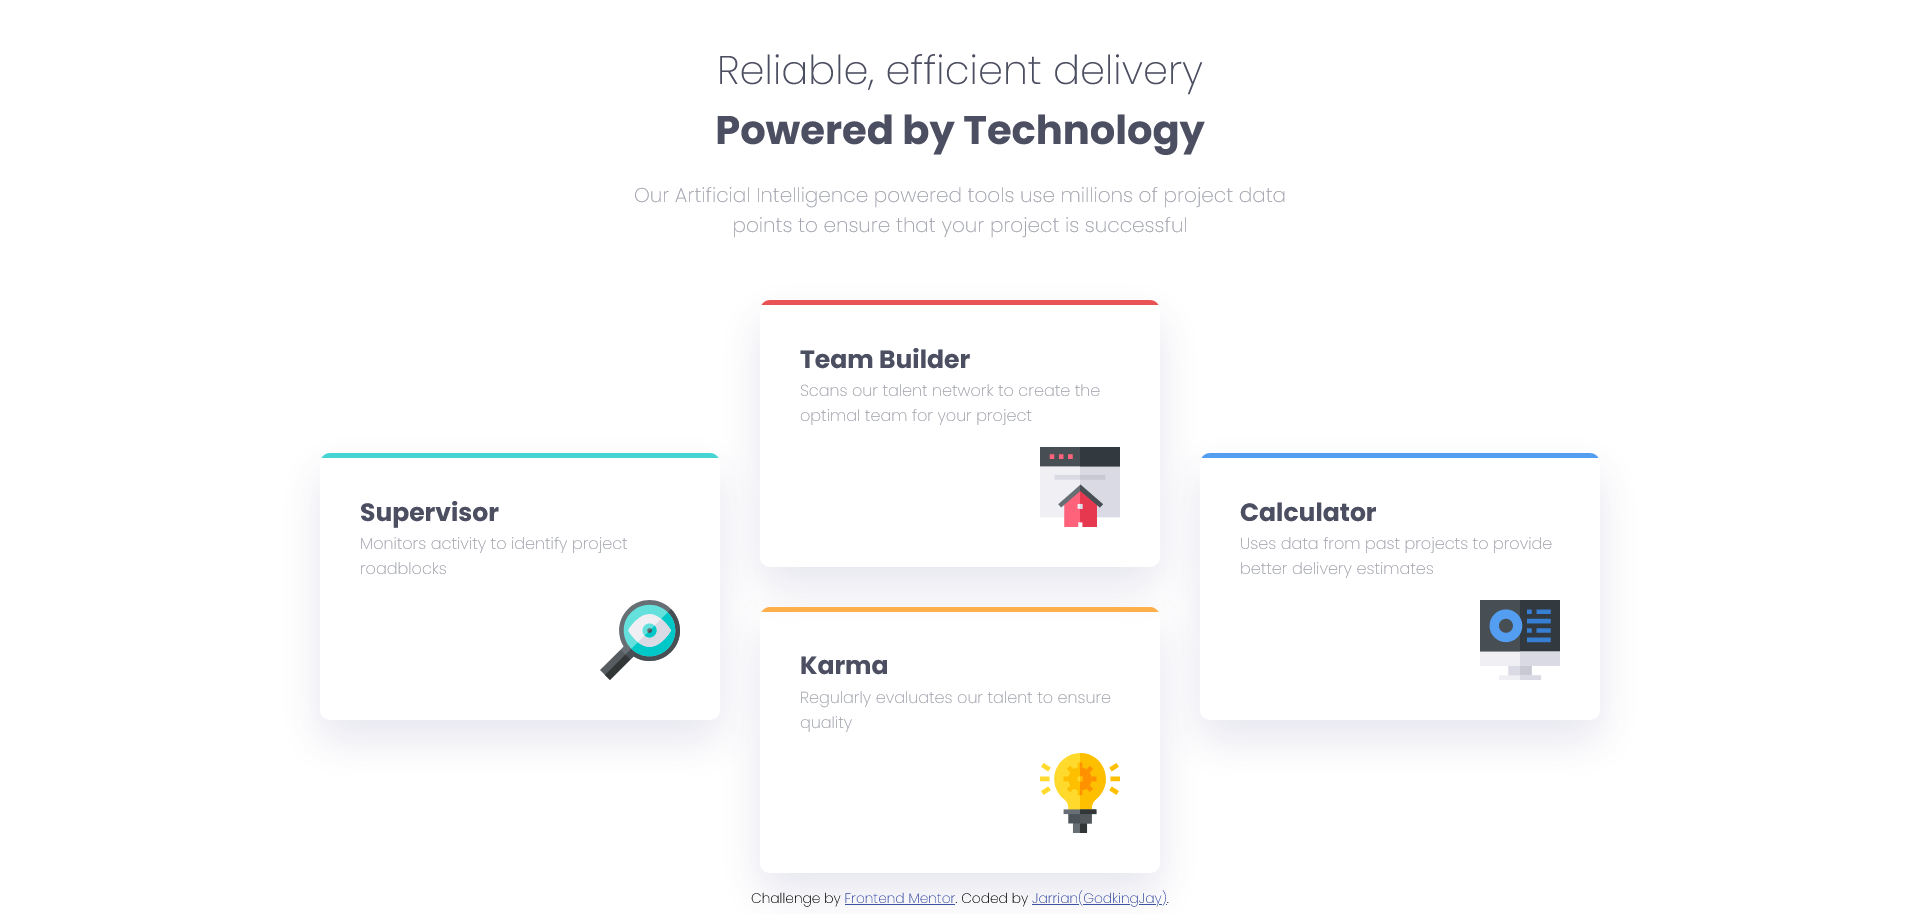 Reliable, efficient delivery
Powered by Technology
Our Artificial Intelligence powered tools use millions of project data
points to ensure that your project is successful
Team Builder
Scans our talent network to create the
optimal team for your project
Supervisor
Monitors activity to identify project
roadblocks
Calculator
Uses data from past projects to provide
better delivery estimates
Karma
Regularly evaluates our talent to ensure
quality
Challenge by Frontend Mentor. Coded by Jarrian(GodkingJay).